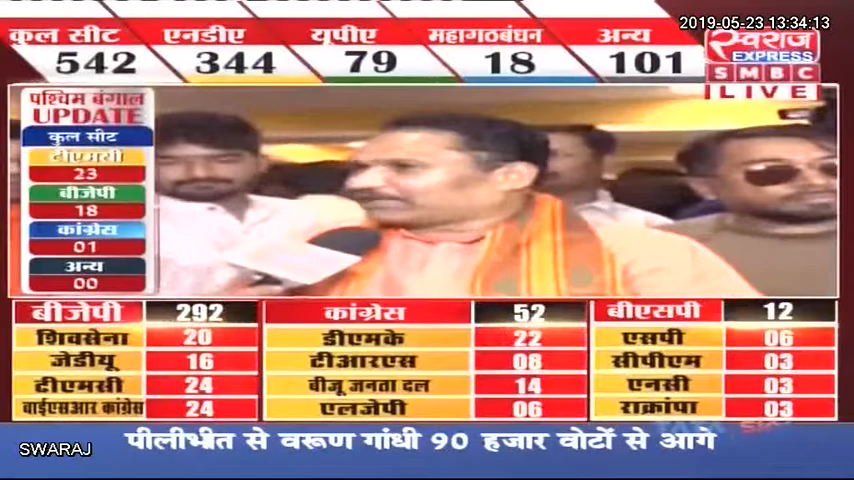 2019-05-23 13:34:13
कुल सीट एनडीए यूपीए महागठबंधन अन्य
542 344 79 18 101
स्वराज
EXPRESS
SMBC
LIVE
पश्चिम बंगाल
UPDATE
कुल सीट
टीएमसी
23
बीजेपी
18
कांग्रेस
01
अन्य
00
बीजेपी 292 कांग्रेस 52 बीएसपी 12
शिवसेना 20 डीएमके 22 एसपी 06
जेडीयू 16 टीआरएस 08 सीपीएम 03
टीएमसी 24 बीजू जनता दल 14 एनसी 03
वाईएसआर कांग्रेस 24 एलजेपी 06 राक्रांपा 03
SWARAJ पीलीभीत से वरूण गांधी 90 हजार वोटों से आगे